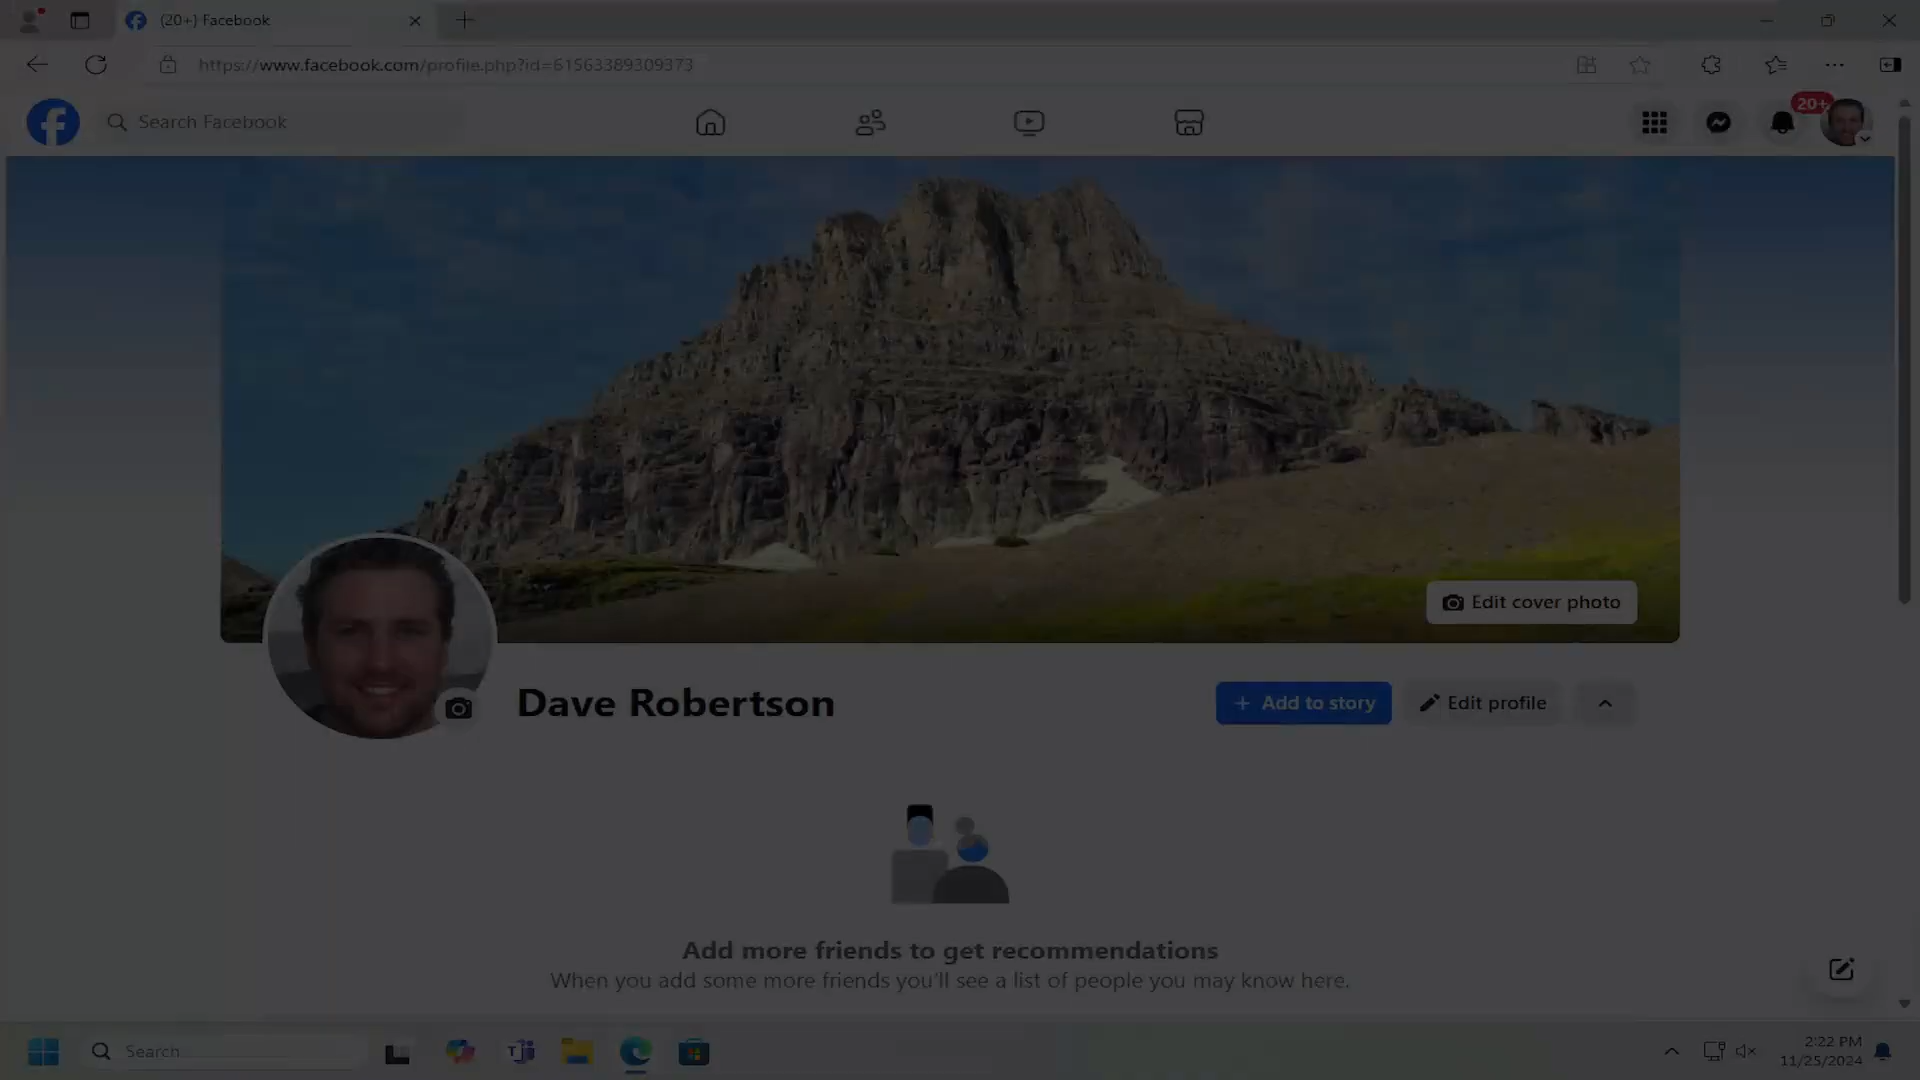 (20+) Facebook
https://www.facebook.com/profile.php?id=61563389309373
Search Facebook
20+
Edit cover photo
Dave Robertson
+ Add to story
Edit profile
Add more friends to get recommendations
When you add some more friends you'll see a list of people you may know here.
Search
2:22 PM
11/25/2024